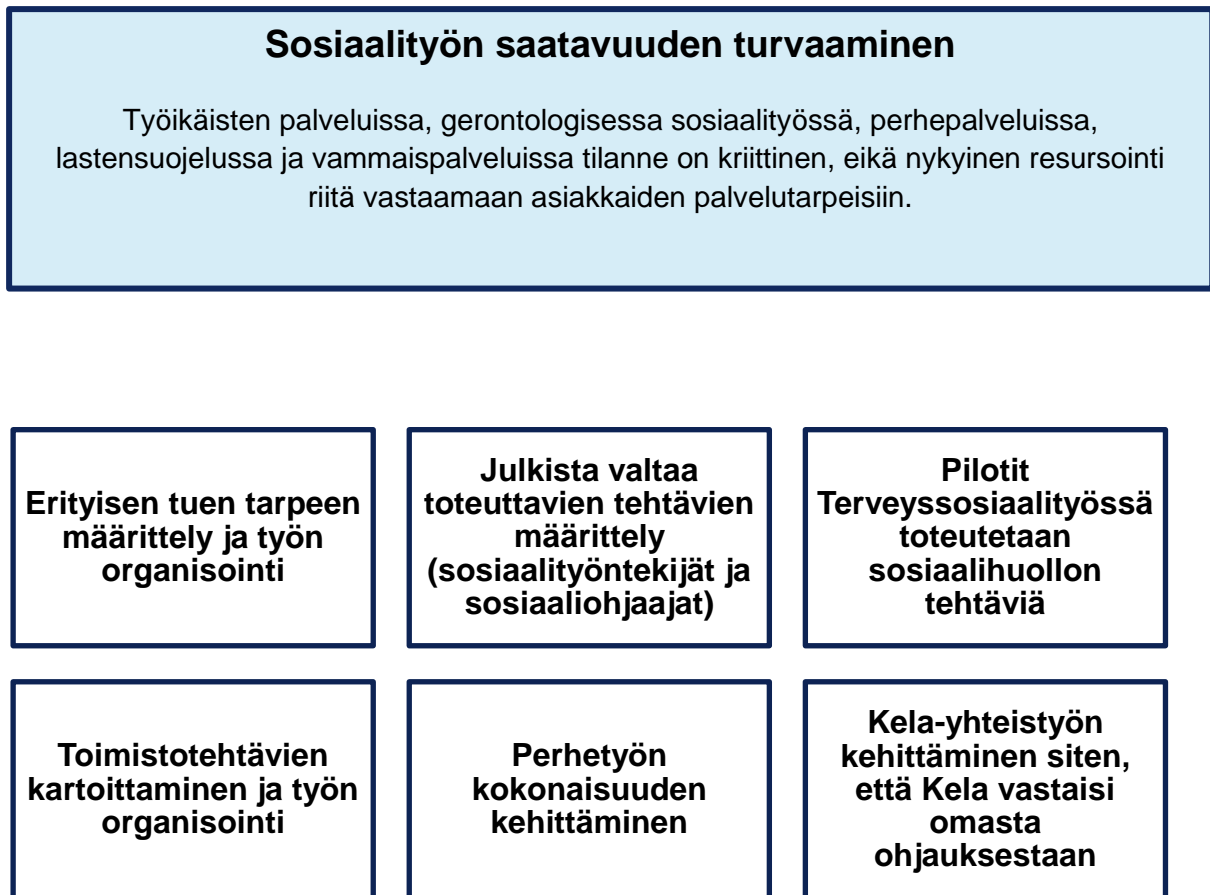 Sosiaalityön saatavuuden turvaaminen
Työikäisten palveluissa, gerontologisessa sosiaalityössä, perhepalveluissa,
lastensuojelussa ja vammaispalveluissa tilanne on kriittinen, eikä nykyinen resursointi
riitä vastaamaan asiakkaiden palvelutarpeisiin.
Erityisen tuen tarpeen
määrittely ja työn
organisointi
Julkista valtaa
toteuttavien tehtävien
määrittely
(sosiaalityöntekijät ja
sosiaaliohjaajat)
Pilotit
Terveyssosiaalityössä
toteutetaan
sosiaalihuollon
tehtäviä
Toimistotehtävien
kartoittaminen ja työn
organisointi
Perhetyön
kokonaisuuden
kehittäminen
Kela-yhteistyön
kehittäminen siten,
että Kela vastaisi
omasta
ohjauksestaan